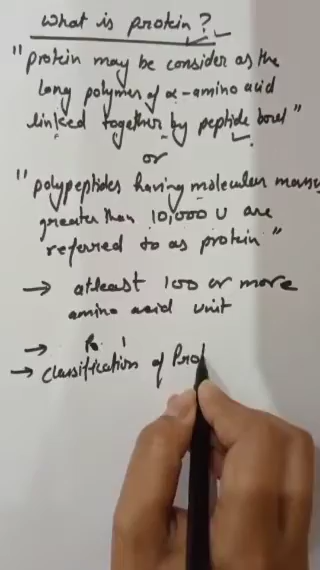 what is protein?
"protein may be consider as the
long polymer of α-amino acid
linked together by peptide bond"
or
"polypeptides having molecular mass
greater than 10,000 U are
referred to as protein"
→ atleast 100 or more
amino acid unit
→
→ classification of Prot